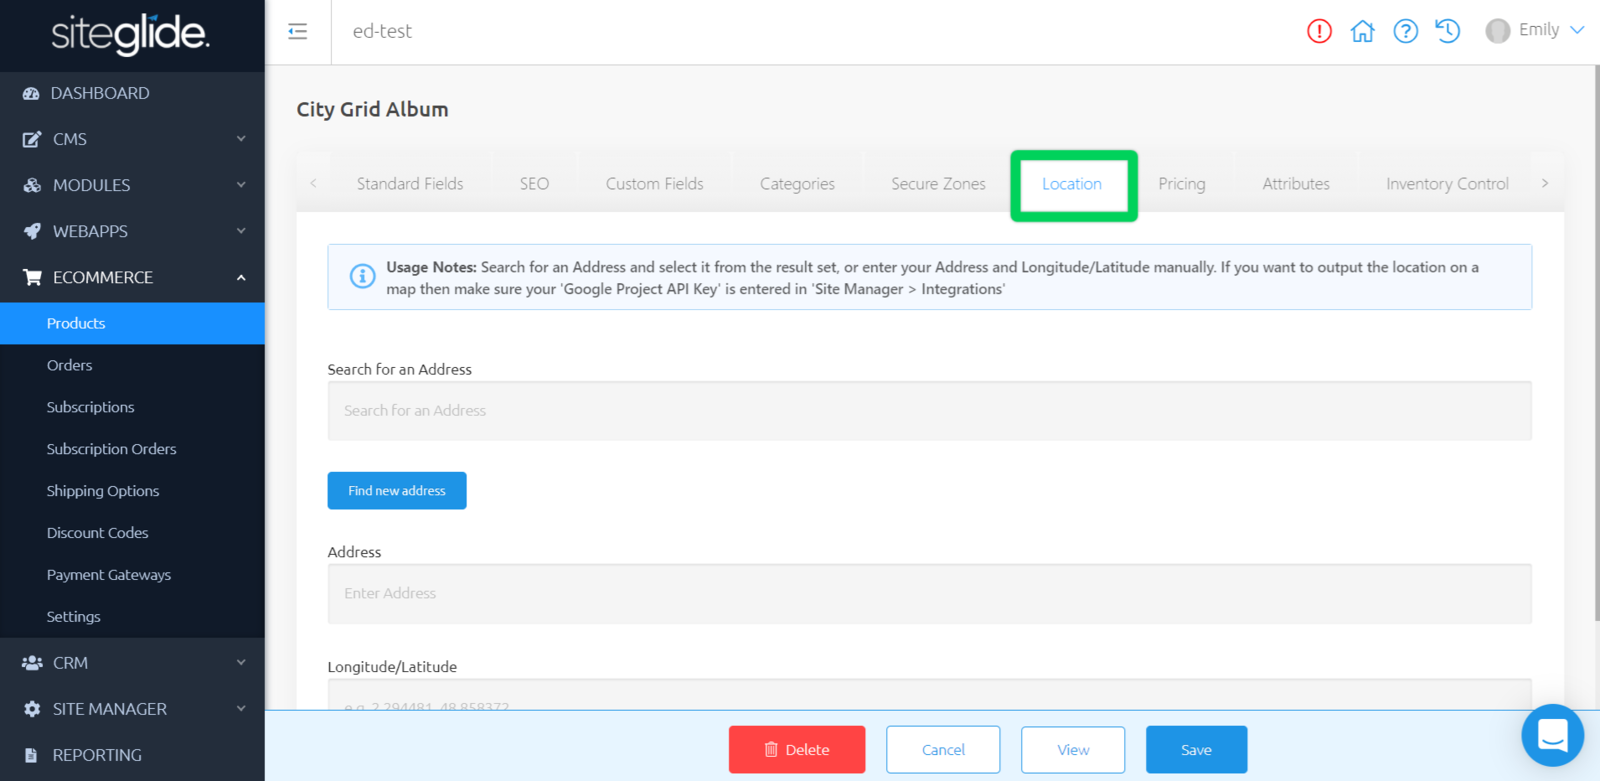 siteglide.
ed-test
Emily
DASHBOARD
CMS
MODULES
WEBAPPS
ECOMMERCE
Products
Orders
Subscriptions
Subscription Orders
Shipping Options
Discount Codes
Payment Gateways
Settings
CRM
SITE MANAGER
REPORTING
City Grid Album
Standard Fields
SEO
Custom Fields
Categories
Secure Zones
Location
Pricing
Attributes
Inventory Control
Usage Notes: Search for an Address and select it from the result set, or enter your Address and Longitude/Latitude manually. If you want to output the location on a
map then make sure your 'Google Project API Key' is entered in 'Site Manager > Integrations'
Search for an Address
Search for an Address
Find new address
Address
Enter Address
Longitude/Latitude
e.g. 2.294481, 48.858372
Delete
Cancel
View
Save